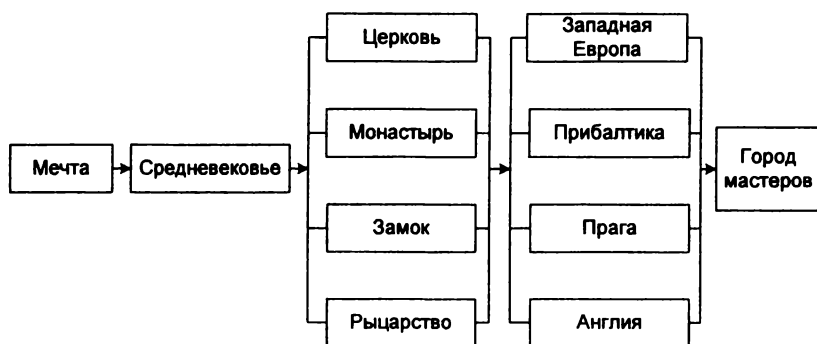 Мечта
Средневековье
Церковь
Монастырь
Замок
Рыцарство
Западная
Европа
Прибалтика
Прага
Англия
Город
мастеров